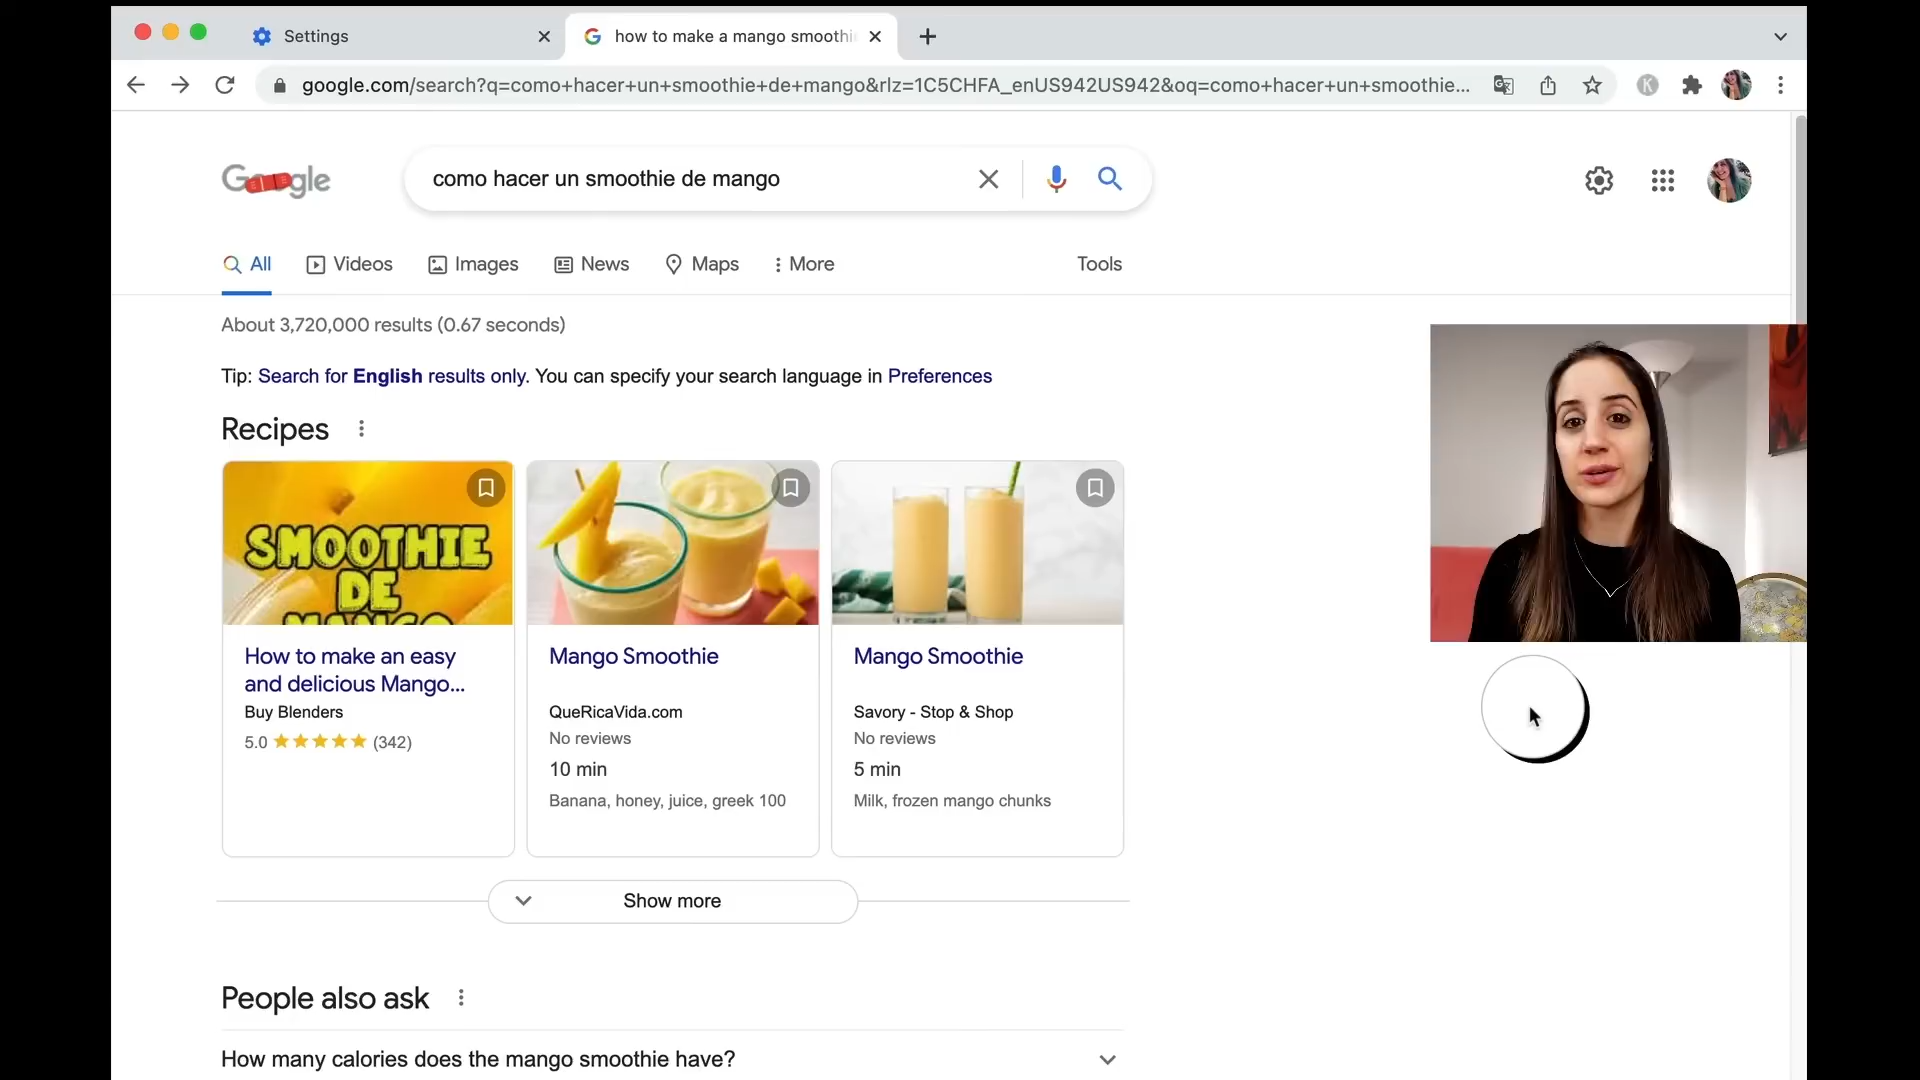 Settings
how to make a mango smoothi
google.com/search?q=como+hacer+un+smoothie+de+mango&rlz=1C5CHFA_enUS942US942&oq=como+hacer+un+smoothie...
K
Google
como hacer un smoothie de mango
All
Videos
Images
News
Maps
More
Tools
About 3,720,000 results (0.67 seconds)
Tip: Search for English results only. You can specify your search language in Preferences
Recipes
SMOOTHIE
DE
MANGO
How to make an easy
and delicious Mango...
Buy Blenders
5.0 (342)
Mango Smoothie
QueRicaVida.com
No reviews
10 min
Banana, honey, juice, greek 100
Mango Smoothie
Savory - Stop & Shop
No reviews
5 min
Milk, frozen mango chunks
Show more
People also ask
How many calories does the mango smoothie have?